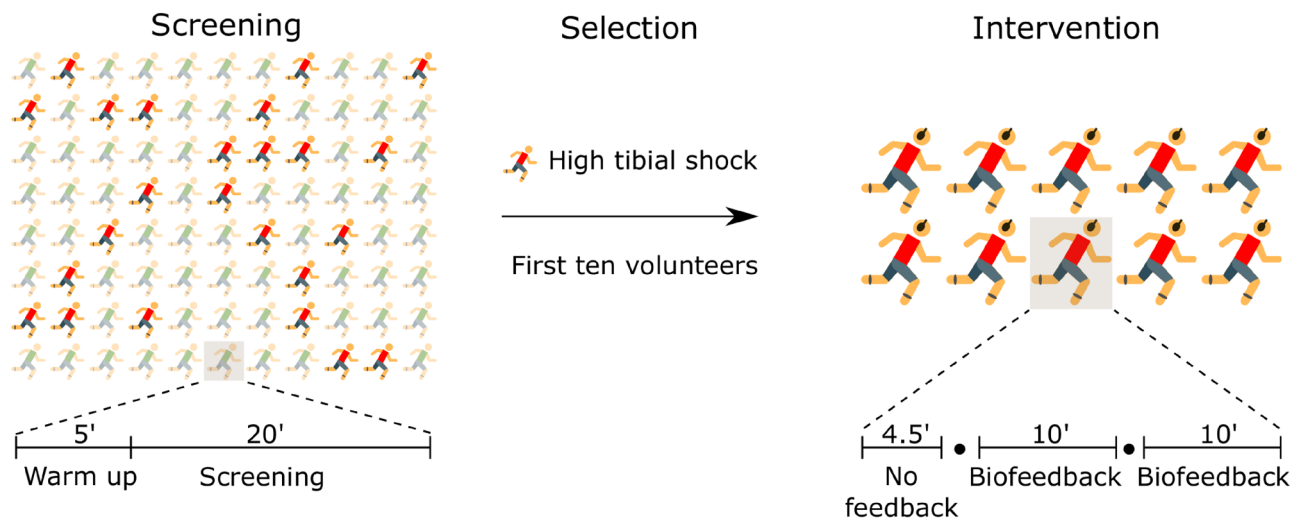 Screening
Selection
Intervention
High tibial shock
First ten volunteers
5' 20'
Warm up Screening
4.5' 10' 10'
No Biofeedback Biofeedback
feedback